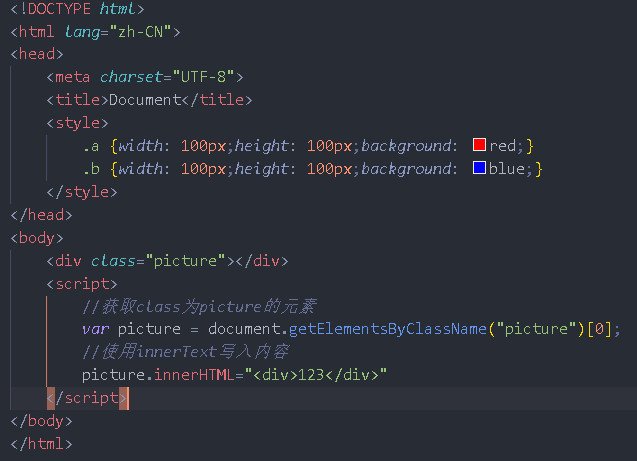 <!DOCTYPE html>
<html lang="zh-CN">
<head>
    <meta charset="UTF-8">
    <title>Document</title>
    <style>
        .a {width: 100px;height: 100px;background: red;}
        .b {width: 100px;height: 100px;background: blue;}
    </style>
</head>
<body>
    <div class="picture"></div>
    <script>
        //获取class为picture的元素
        var picture = document.getElementsByClassName("picture")[0];
        //使用innerText写入内容
        picture.innerHTML="<div>123</div>"
    </script>
</body>
</html>